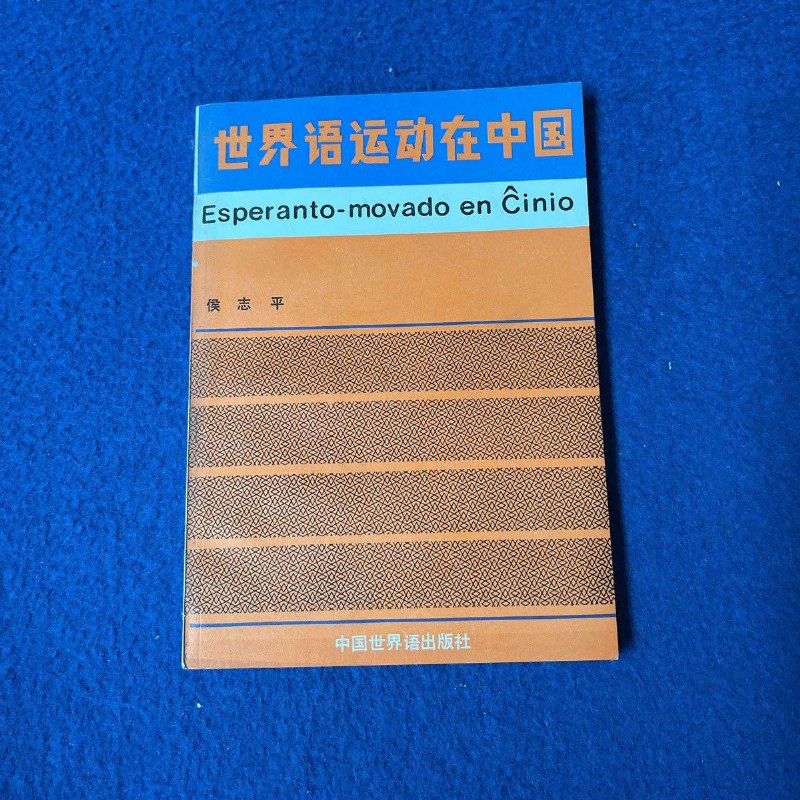 世界语运动在中国
Esperanto-movado en Ĉinio
侯 志 平
中国世界语出版社